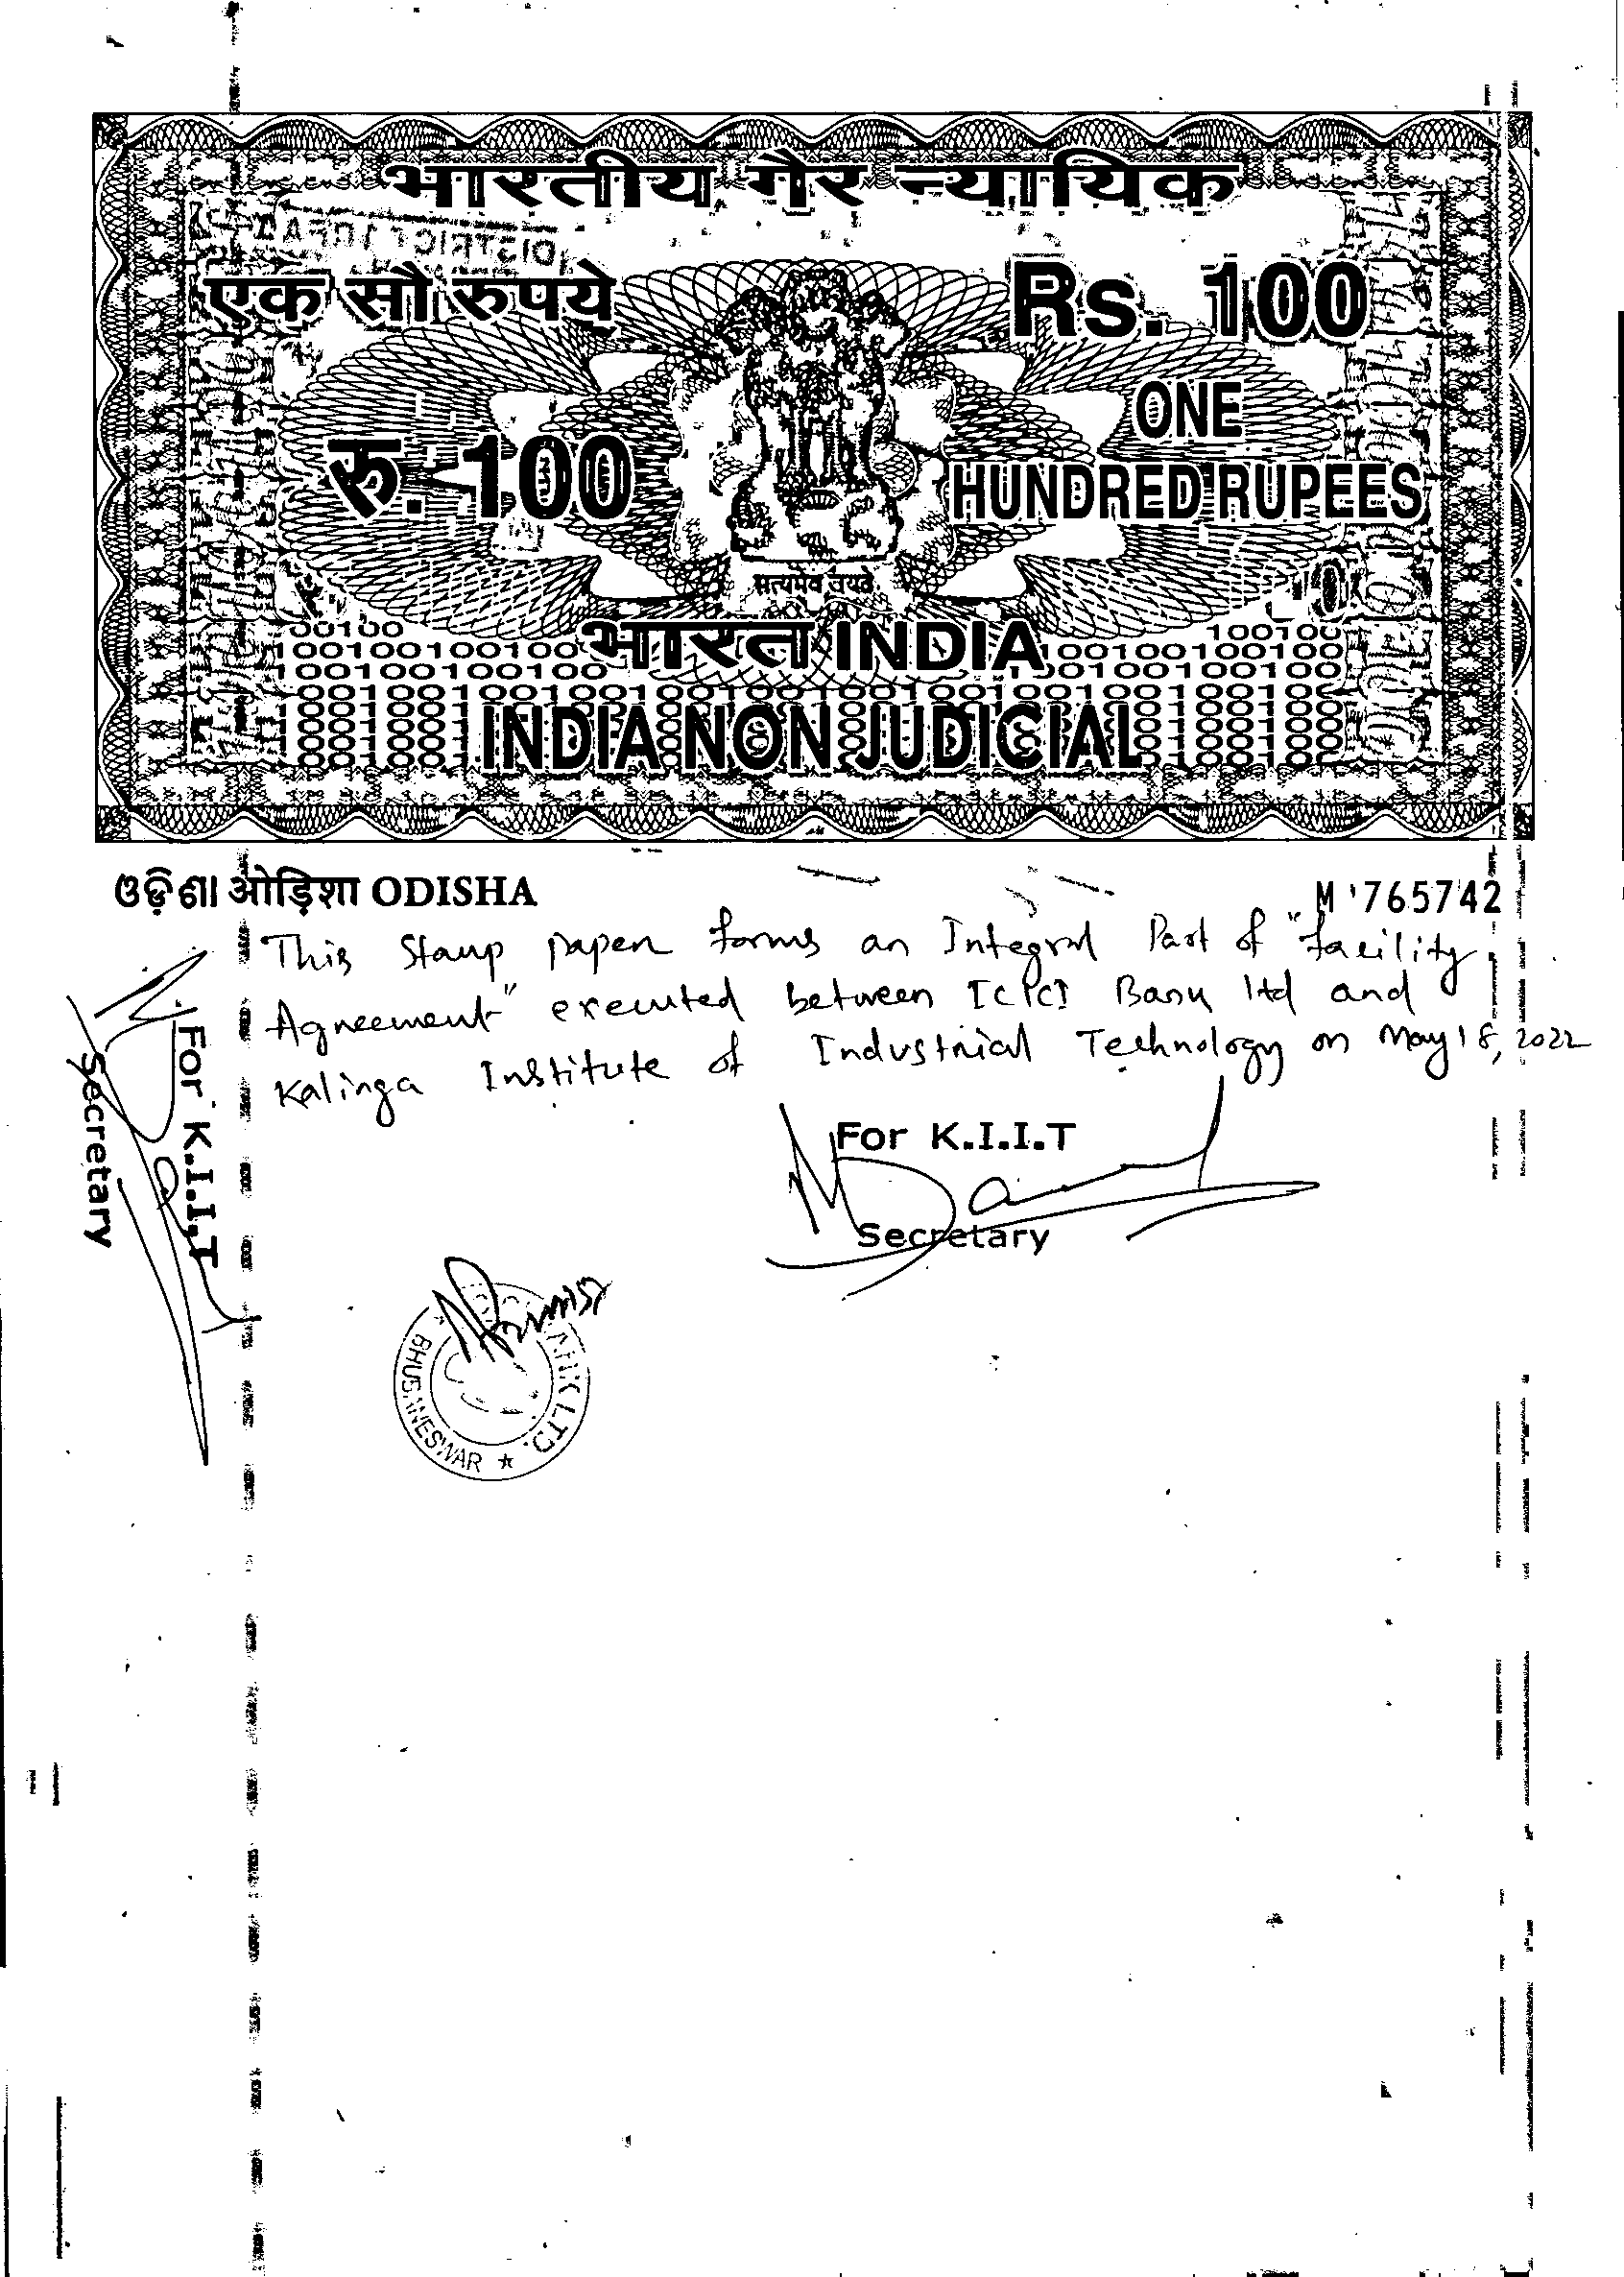 भारतीय गैर न्यायिक
एक सौ रुपये
Rs. 100
रु. 100
ONE
HUNDRED RUPEES
सत्यमेव जयते
भारत INDIA
INDIA NON JUDICIAL
ଓଡ଼ିଶା ओड़िशा ODISHA
M 765742
This Stamp papen forms an Integral Part of "facility
Agreement" executed between ICICI Bank ltd and
Kalinga Institute of Industrial Technology on May 18, 2022
For K.I.I.T
Secretary
For K.I.I.T
Secretary
LTD.
BHUBANESWAR